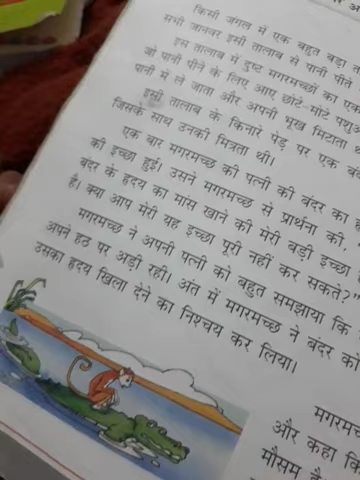 किसी जंगल में एक बहुत बड़ा
सभी जानवर इसी तालाब से पानी पीते
इस तालाब में दुष्ट मगरमच्छों का एक
जो पानी पीने के लिए आए छोटे-मोटे पशु
पानी में ले जाता और अपनी भूख मिटाता
इसी तालाब के किनारे पेड़ पर एक
जिसके साथ उनकी मित्रता थी।
एक बार मगरमच्छ की पत्नी को बंदर का
की इच्छा हुई। उसने मगरमच्छ से प्रार्थना की,
बंदर के हृदय का मास खाने की मेरी बड़ी इच्छा
है। क्या आप मेरी यह इच्छा पूरी नहीं कर सकते?"
मगरमच्छ ने अपनी पत्नी को बहुत समझाया कि
अपने हठ पर अड़ी रही। अंत में मगरमच्छ ने बंदर को
उसका हृदय खिला देने का निश्चय कर लिया।
मगरमच्
और कहा कि
मौसम है